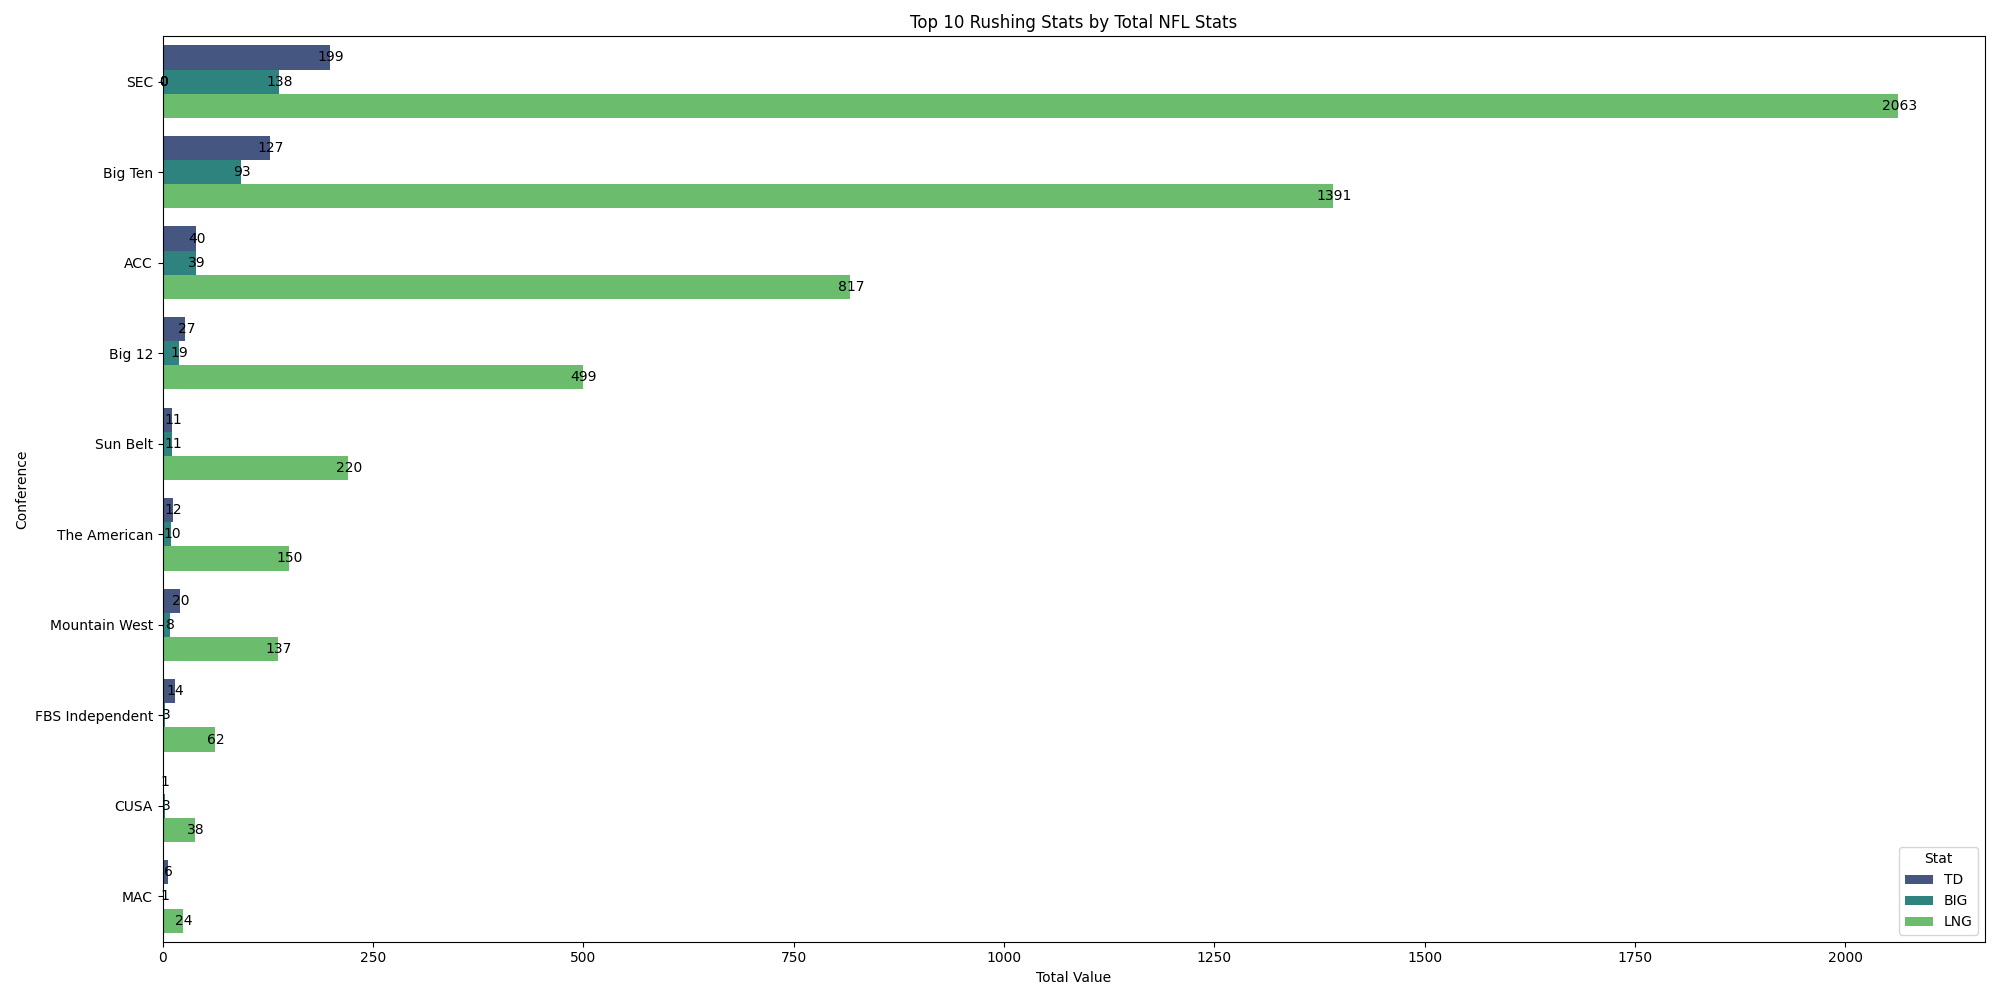 Top 10 Rushing Stats by Total NFL Stats
199
SEC 0 138
2063
127
Big Ten 93
1391
40
ACC 39
817
27
Big 12 19
499
11
Sun Belt 11
220
12
The American 10
150
20
Mountain West 8
137
14
FBS Independent 3
62
1
CUSA 3
38
6
MAC 1
24
Conference
0 250 500 750 1000 1250 1500 1750 2000
Total Value
Stat
TD
BIG
LNG